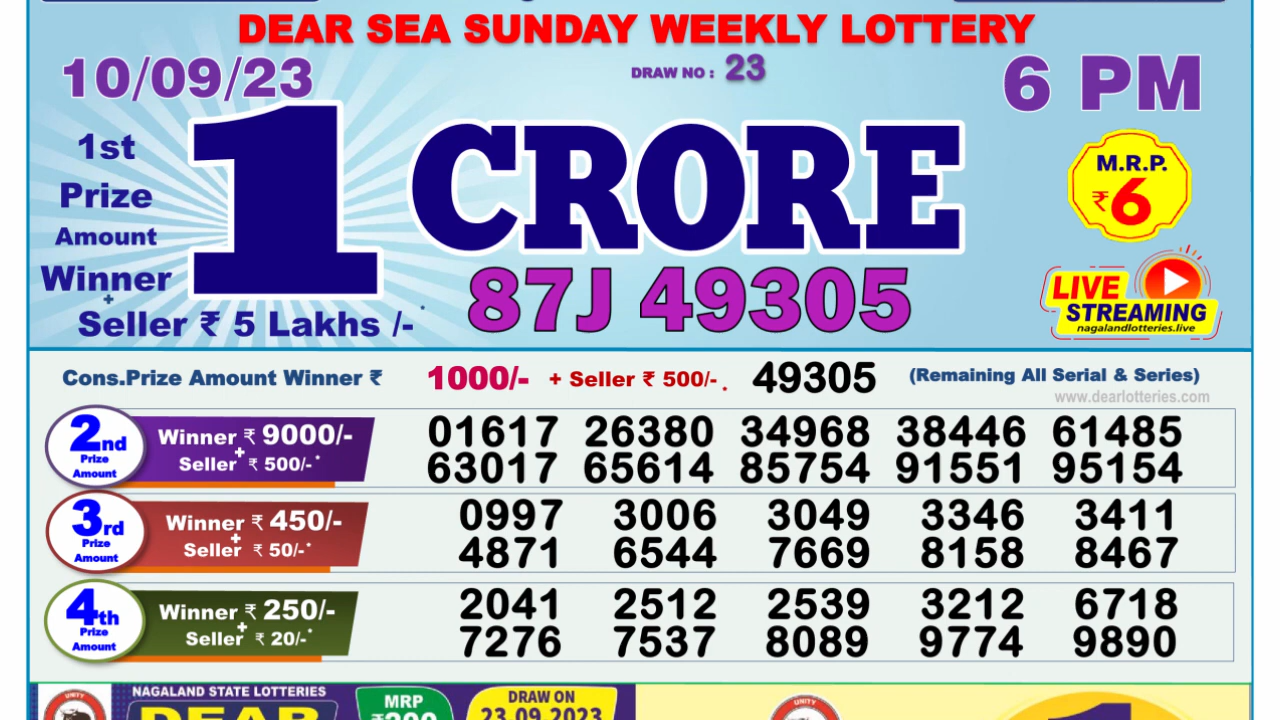 DEAR SEA SUNDAY WEEKLY LOTTERY
10/09/23
DRAW NO : 23
6 PM
1st
Prize
Amount
Winner
+
Seller ₹ 5 Lakhs /-
1 CRORE
87J 49305
M.R.P.
₹6
LIVE
STREAMING
nagalandlotteries.live
Cons.Prize Amount Winner ₹ 1000/- + Seller ₹ 500/- . 49305 (Remaining All Serial & Series)
www.dearlotteries.com
2nd
Prize
Amount
Winner ₹ 9000/-
+
Seller ₹ 500/-*
01617 26380 34968 38446 61485
63017 65614 85754 91551 95154
3rd
Prize
Amount
Winner ₹ 450/-
+
Seller ₹ 50/-*
0997 3006 3049 3346 3411
4871 6544 7669 8158 8467
4th
Prize
Amount
Winner ₹ 250/-
+
Seller ₹ 20/-*
2041 2512 2539 3212 6718
7276 7537 8089 9774 9890
UNITY
NAGALAND STATE LOTTERIES
DEAR
MRP
₹200
DRAW ON
23.09.2023
UNITY
1